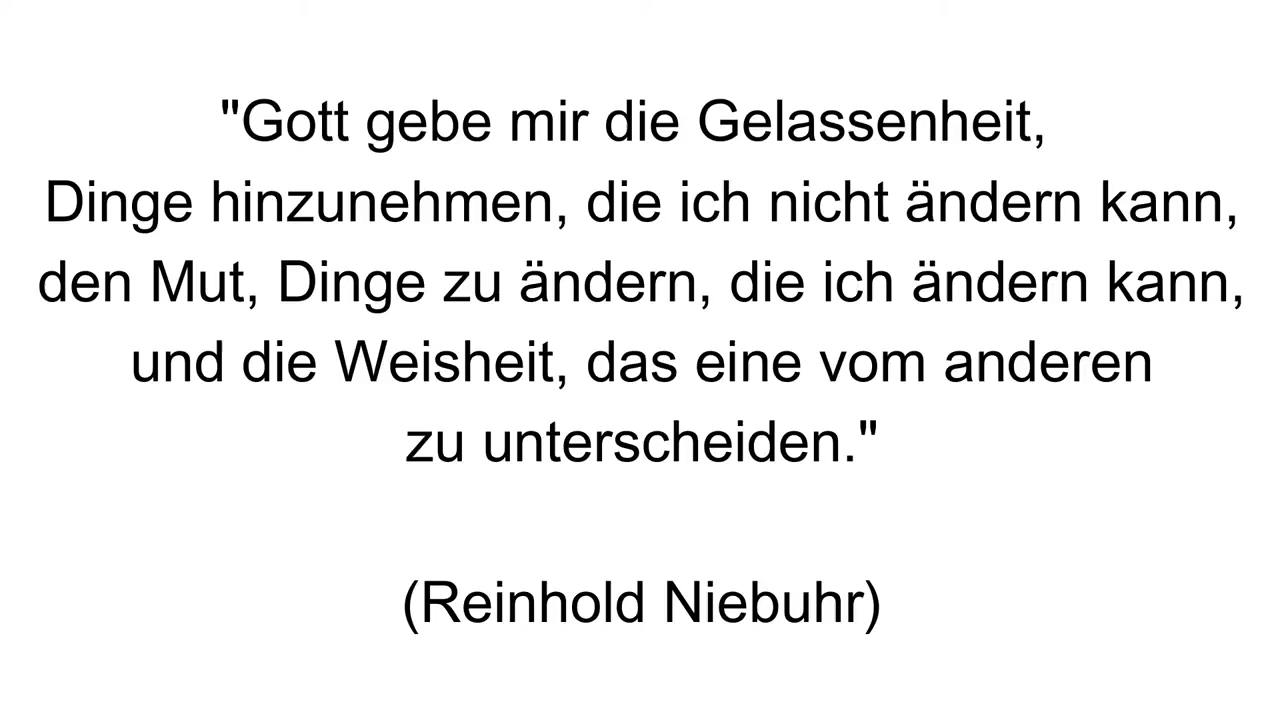 "Gott gebe mir die Gelassenheit,
Dinge hinzunehmen, die ich nicht ändern kann,
den Mut, Dinge zu ändern, die ich ändern kann,
und die Weisheit, das eine vom anderen
zu unterscheiden."
(Reinhold Niebuhr)